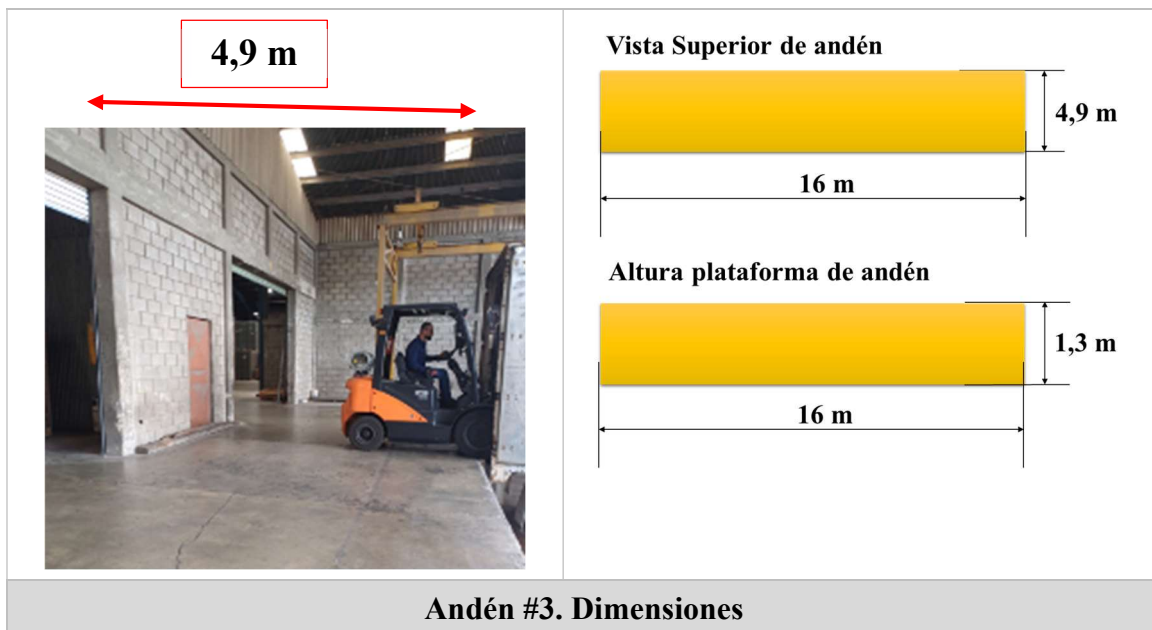 4,9 m
Vista Superior de andén
4,9 m
16 m
Altura plataforma de andén
1,3 m
16 m
Andén #3. Dimensiones